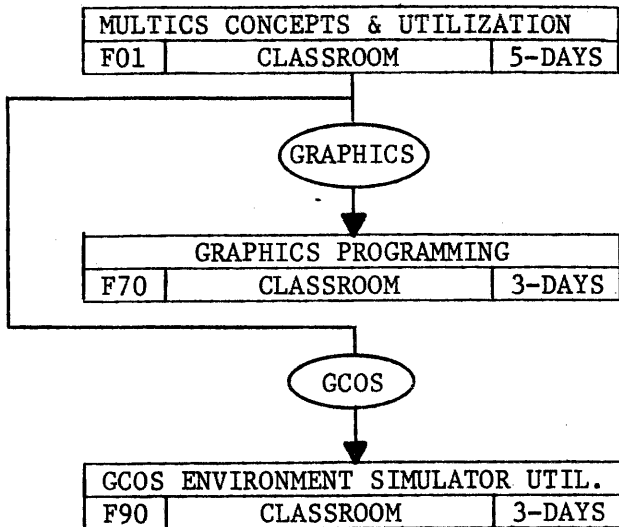 MULTICS CONCEPTS & UTILIZATION
F01 CLASSROOM 5-DAYS
GRAPHICS
GRAPHICS PROGRAMMING
F70 CLASSROOM 3-DAYS
GCOS
GCOS ENVIRONMENT SIMULATOR UTIL.
F90 CLASSROOM 3-DAYS